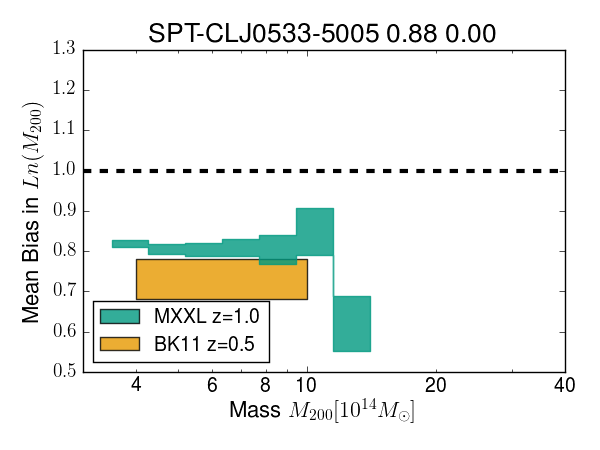 SPT-CLJ0533-5005 0.88 0.00
1.3
1.2
1.1
1.0
0.9
0.8
0.7
0.6
0.5
Mean Bias in Ln(M200)
MXXL z=1.0
BK11 z=0.5
4 6 8 10 20 40
Mass M200[10^14 M⊙]